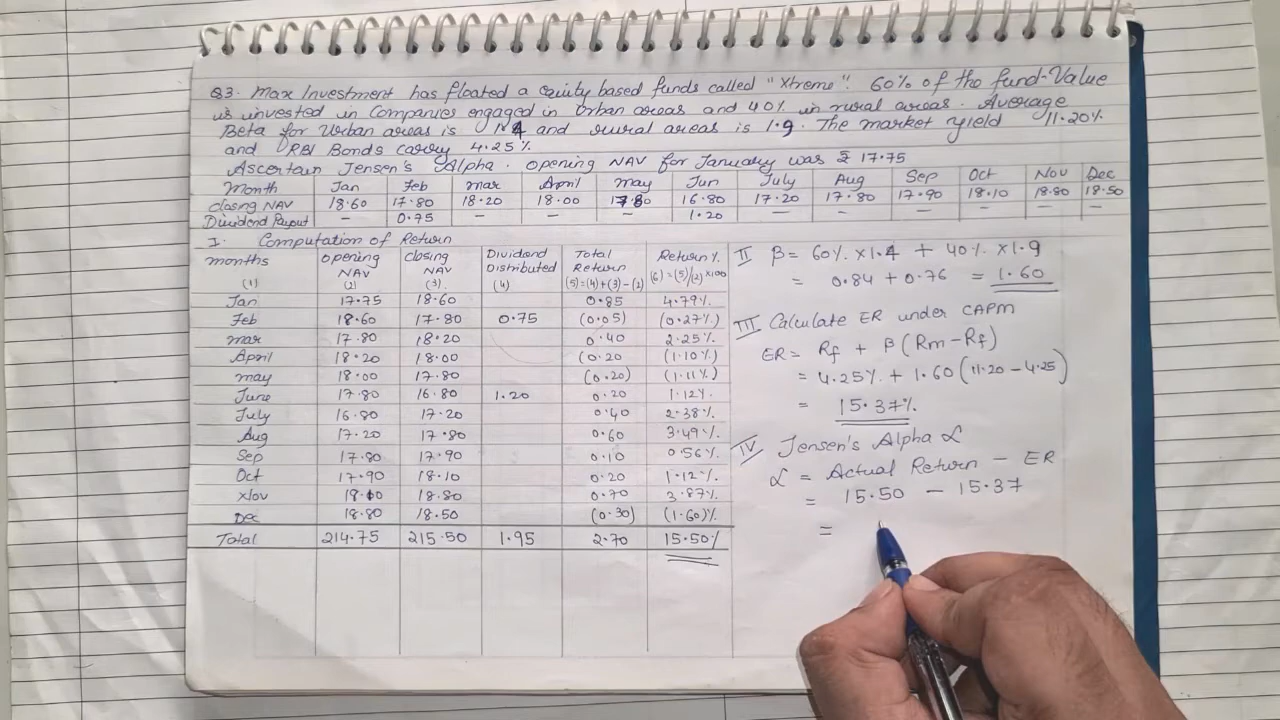 Q3. Max Investment has floated a equity based funds called "Xtreme". 60% of the fund-Value
is invested in Companies engaged in Urban areas and 40% in rural areas. Average
Beta for Urban areas is 1.4 and rural areas is 1.9. The market yield 11.20%
and RBI Bonds carry 4.25%.
Ascertain Jensen's Alpha. opening NAV for January was ₹ 17.75
Month Jan Feb Mar April May Jun July Aug Sep Oct Nov Dec
closing NAV 18.60 17.80 18.20 18.00 17.80 16.80 17.20 17.80 17.90 18.10 18.80 18.50
Dividend Payout - 0.75 - - - 1.20 - - - - - -
I. Computation of Return
months opening NAV closing NAV Dividend Distributed Total Return Return %
(1) (2) (3) (4) (5)=(4)+(3)-(2) (6)=(5)/(2)×100
Jan 17.75 18.60 0.85 4.79%
Feb 18.60 17.80 0.75 (0.05) (0.27%)
mar 17.80 18.20 0.40 2.25%
April 18.20 18.00 (0.20 (1.10%)
may 18.00 17.80 (0.20) (1.11%)
June 17.80 16.80 1.20 0.20 1.12%
July 16.80 17.20 0.40 2.38%
Aug 17.20 17.80 0.60 3.49%
Sep 17.80 17.90 0.10 0.56%
Oct 17.90 18.10 0.20 1.12%
Nov 18.10 18.80 0.70 3.87%
Dec 18.80 18.50 (0.30) (1.60)%
Total 214.75 215.50 1.95 2.70 15.50%
II β = 60% × 1.4 + 40% × 1.9
= 0.84 + 0.76 = 1.60
III Calculate ER under CAPM
ER = Rf + β (Rm - Rf)
= 4.25% + 1.60 (11.20 - 4.25)
= 15.37%
IV Jensen's Alpha α
α = Actual Return - ER
= 15.50 - 15.37
=